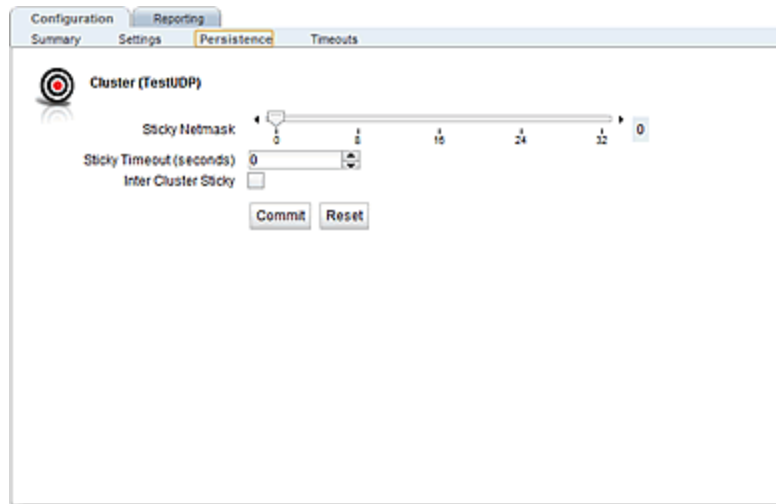 Configuration Reporting
Summary Settings Persistence Timeouts
Cluster (TestUDP)
Sticky Netmask 0
0 8 16 24 32
Sticky Timeout (seconds) 0
Inter Cluster Sticky
Commit Reset